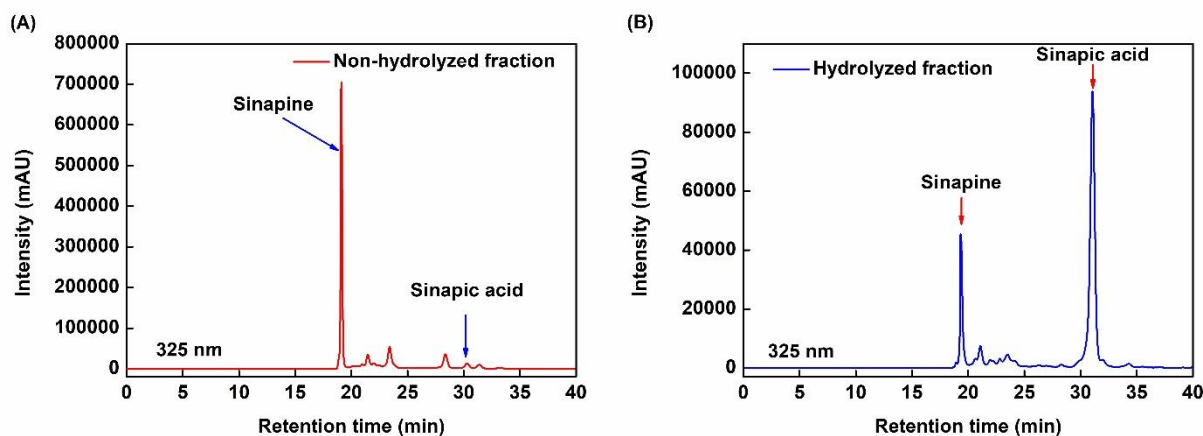 (A)
800000
700000
600000
500000
400000
300000
200000
100000
0
Intensity (mAU)
Non-hydrolyzed fraction
Sinapine
Sinapic acid
325 nm
0 5 10 15 20 25 30 35 40
Retention time (min)
(B)
100000
80000
60000
40000
20000
0
Intensity (mAU)
Hydrolyzed fraction
Sinapic acid
Sinapine
325 nm
0 5 10 15 20 25 30 35 40
Retention time (min)